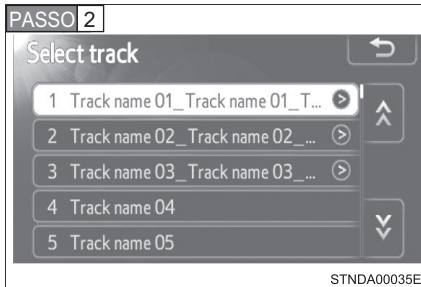 PASSO 2
Select track
1 Track name 01_Track name 01_T...
2 Track name 02_Track name 02_...
3 Track name 03_Track name 03_...
4 Track name 04
5 Track name 05
STNDA00035E